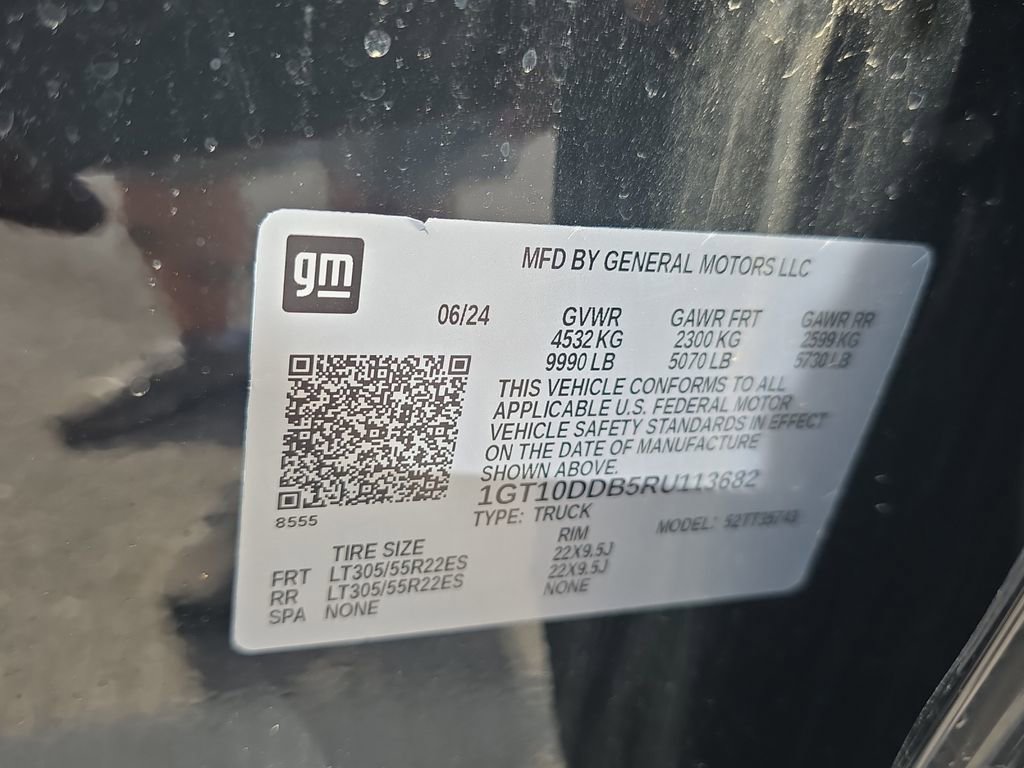 gm
MFD BY GENERAL MOTORS LLC
06/24 GVWR GAWR FRT GAWR RR
4532 KG 2300 KG 2599 KG
9990 LB 5070 LB 5730 LB
THIS VEHICLE CONFORMS TO ALL
APPLICABLE U.S. FEDERAL MOTOR
VEHICLE SAFETY STANDARDS IN EFFECT
ON THE DATE OF MANUFACTURE
SHOWN ABOVE.
1GT10DDB5RU113682
8555
TYPE: TRUCK MODEL:
TIRE SIZE RIM
FRT LT305/55R22ES 22X9.5J
RR LT305/55R22ES 22X9.5J
SPA NONE NONE